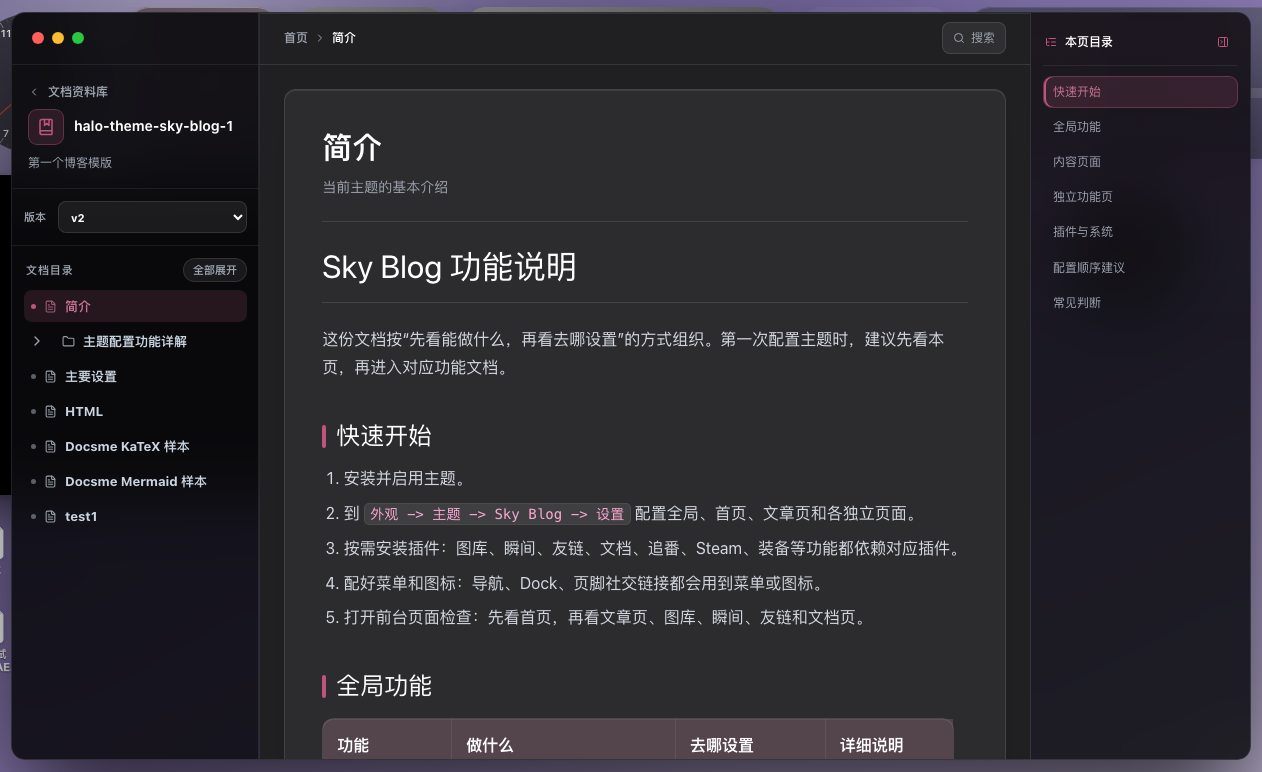 11
7
文档资料库
halo-theme-sky-blog-1
第一个博客模版
版本
v2
文档目录
全部展开
简介
主题配置功能详解
主要设置
HTML
Docsme KaTeX 样本
Docsme Mermaid 样本
test1
试
AE
首页 > 简介
搜索
简介
当前主题的基本介绍
Sky Blog 功能说明
这份文档按“先看能做什么，再看去哪设置”的方式组织。第一次配置主题时，建议先看本
页，再进入对应功能文档。
快速开始
1. 安装并启用主题。
2. 到 外观 -> 主题 -> Sky Blog -> 设置 配置全局、首页、文章页和各独立页面。
3. 按需安装插件：图库、瞬间、友链、文档、追番、Steam、装备等功能都依赖对应插件。
4. 配好菜单和图标：导航、Dock、页脚社交链接都会用到菜单或图标。
5. 打开前台页面检查：先看首页，再看文章页、图库、瞬间、友链和文档页。
全局功能
功能 做什么 去哪设置 详细说明
本页目录
快速开始
全局功能
内容页面
独立功能页
插件与系统
配置顺序建议
常见判断